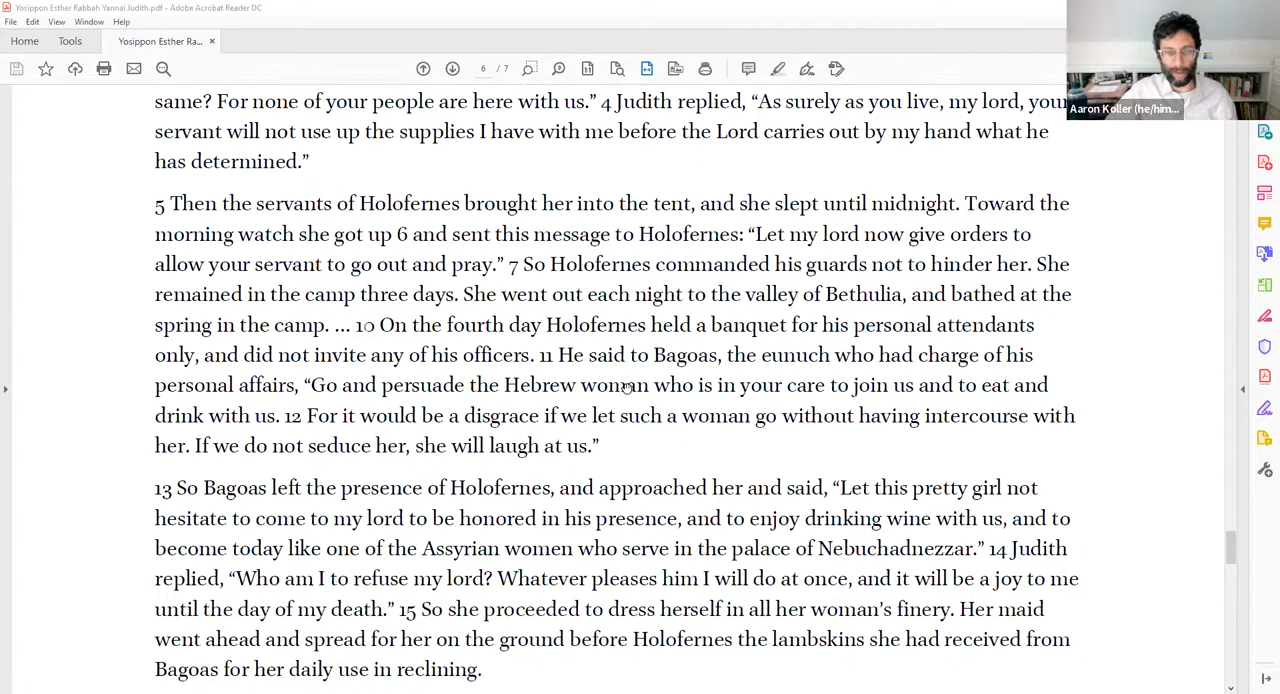 Yosippon Esther Rabbah Yannai Judith.pdf - Adobe Acrobat Reader DC
File Edit View Window Help
Home Tools Yosippon Esther Ra... ×
6 / 7
Aaron Koller (he/him...
same? For none of your people are here with us.” 4 Judith replied, “As surely as you live, my lord, your
servant will not use up the supplies I have with me before the Lord carries out by my hand what he
has determined.”
5 Then the servants of Holofernes brought her into the tent, and she slept until midnight. Toward the
morning watch she got up 6 and sent this message to Holofernes: “Let my lord now give orders to
allow your servant to go out and pray.” 7 So Holofernes commanded his guards not to hinder her. She
remained in the camp three days. She went out each night to the valley of Bethulia, and bathed at the
spring in the camp. ... 10 On the fourth day Holofernes held a banquet for his personal attendants
only, and did not invite any of his officers. 11 He said to Bagoas, the eunuch who had charge of his
personal affairs, “Go and persuade the Hebrew woman who is in your care to join us and to eat and
drink with us. 12 For it would be a disgrace if we let such a woman go without having intercourse with
her. If we do not seduce her, she will laugh at us.”
13 So Bagoas left the presence of Holofernes, and approached her and said, “Let this pretty girl not
hesitate to come to my lord to be honored in his presence, and to enjoy drinking wine with us, and to
become today like one of the Assyrian women who serve in the palace of Nebuchadnezzar.” 14 Judith
replied, “Who am I to refuse my lord? Whatever pleases him I will do at once, and it will be a joy to me
until the day of my death.” 15 So she proceeded to dress herself in all her woman’s finery. Her maid
went ahead and spread for her on the ground before Holofernes the lambskins she had received from
Bagoas for her daily use in reclining.